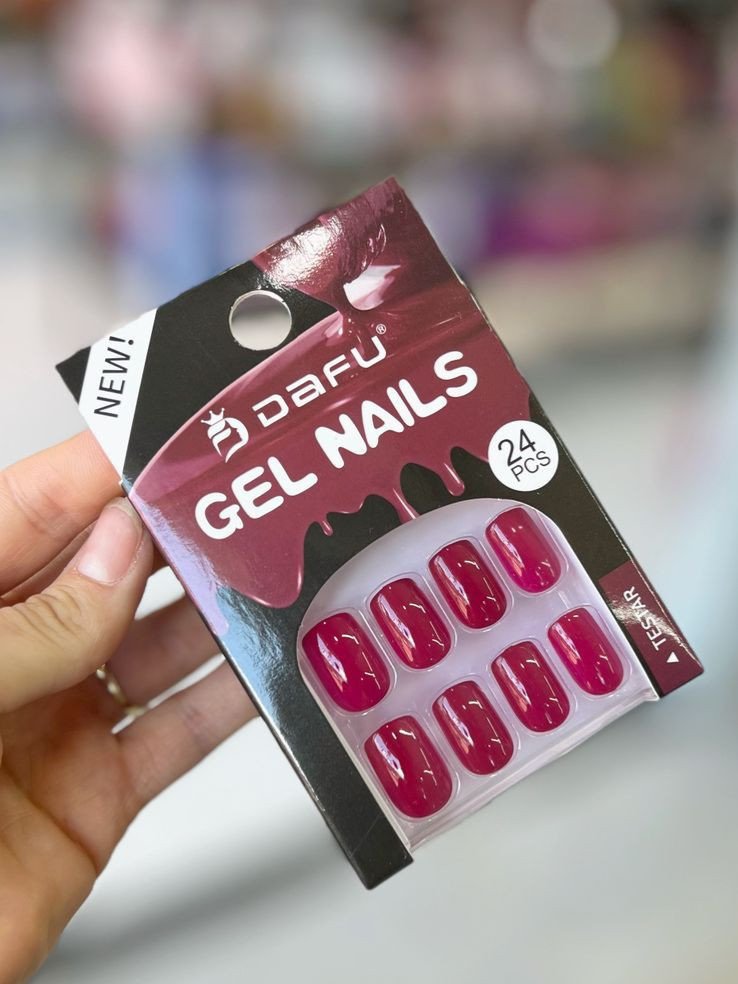 NEW!
DAFU®
GEL NAILS
24
PCS
▲ TESTAR